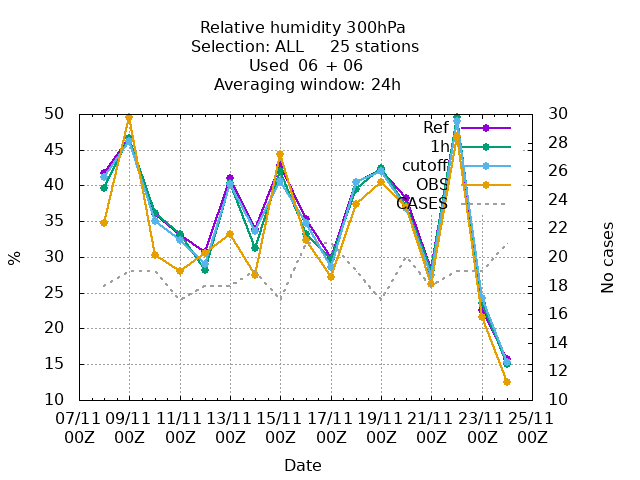 Relative humidity 300hPa
Selection: ALL 25 stations
Used 06 + 06
Averaging window: 24h
50 30
45 28
40 26
35 24
30 22
25 20
20 18
15 16
10 14
12
10
Ref
1h
cutoff
OBS
CASES
%
No cases
07/11 09/11 11/11 13/11 15/11 17/11 19/11 21/11 23/11 25/11
00Z 00Z 00Z 00Z 00Z 00Z 00Z 00Z 00Z 00Z
Date